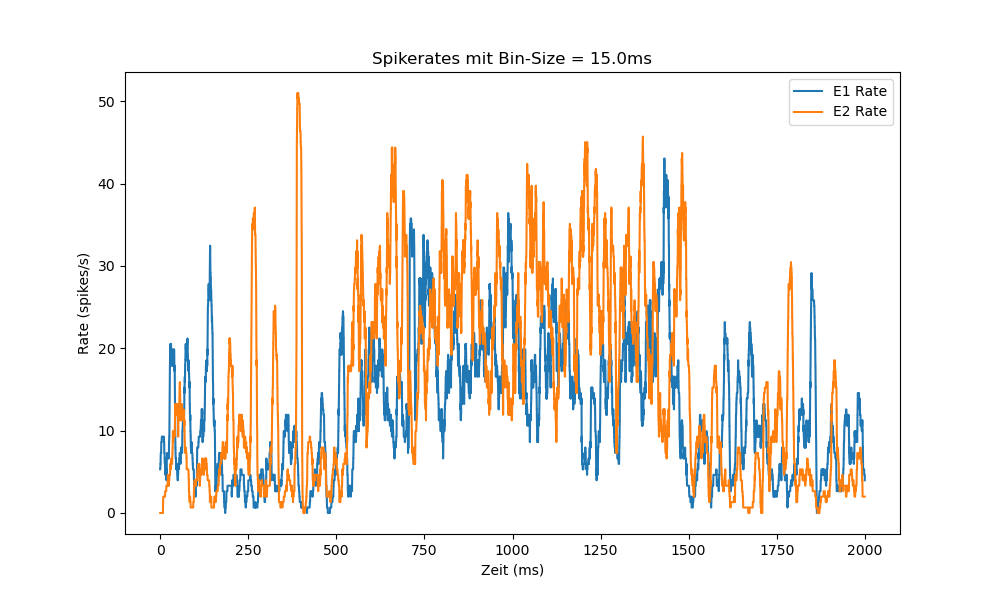 Spikerates mit Bin-Size = 15.0ms
E1 Rate
E2 Rate
Rate (spikes/s)
50
40
30
20
10
0
0 250 500 750 1000 1250 1500 1750 2000
Zeit (ms)